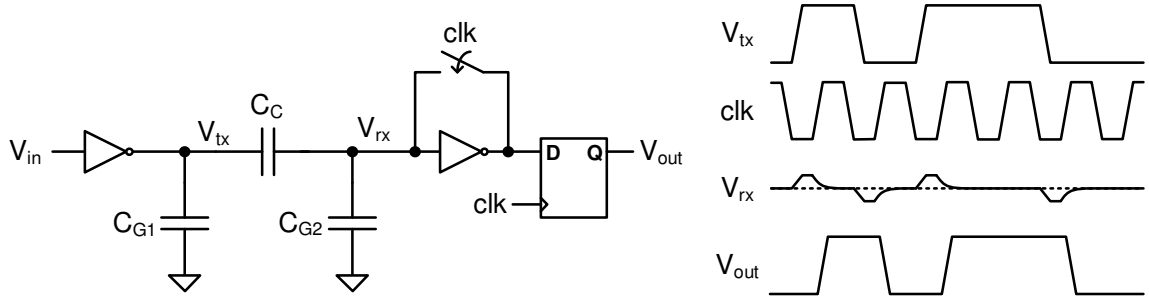 clk
C_C
V_in
V_tx
V_rx
D
Q
V_out
C_G1
C_G2
clk
V_tx
clk
V_rx
V_out